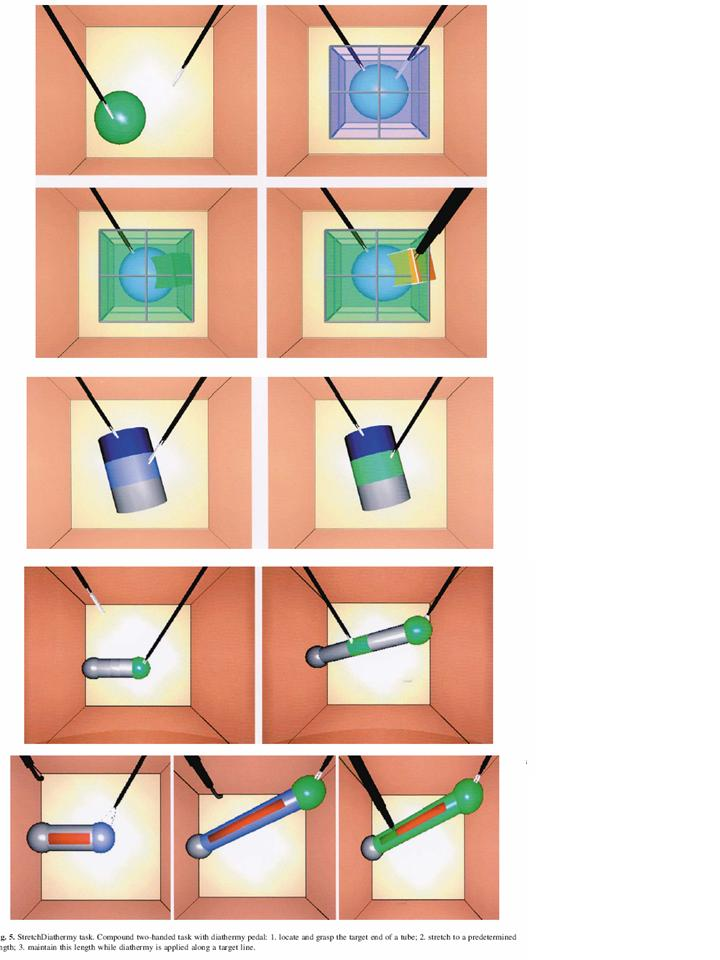 g. 5. StretchDiathermy task. Compound two-handed task with diathermy pedal: 1. locate and grasp the target end of a tube; 2. stretch to a predetermined
ngth; 3. maintain this length while diathermy is applied along a target line.